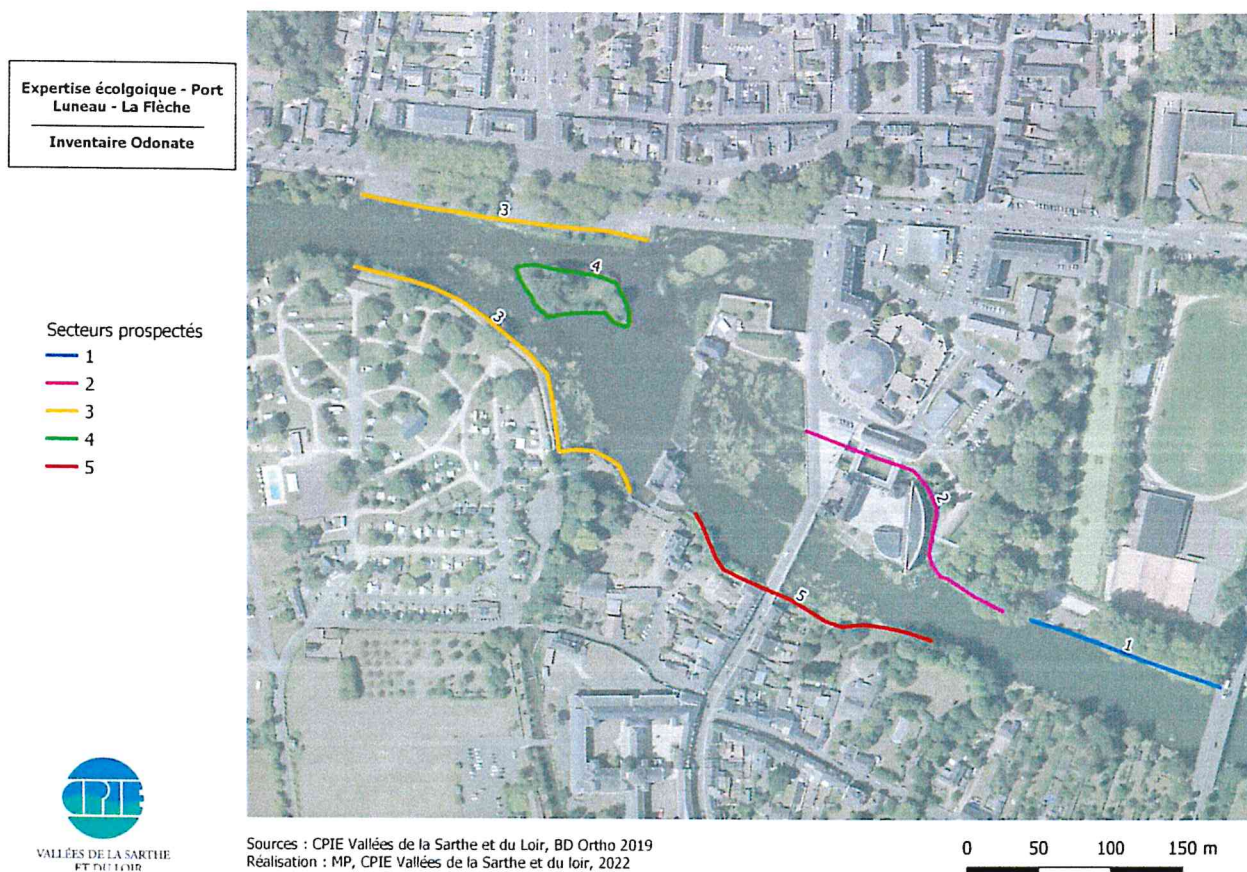 Expertise écolgoique - Port
Luneau - La Flèche
Inventaire Odonate
Secteurs prospectés
1
2
3
4
5
3
4
3
2
5
1
CPIE
VALLÉES DE LA SARTHE
ET DU LOIR
Sources : CPIE Vallées de la Sarthe et du Loir, BD Ortho 2019
Réalisation : MP, CPIE Vallées de la Sarthe et du loir, 2022
0 50 100 150 m